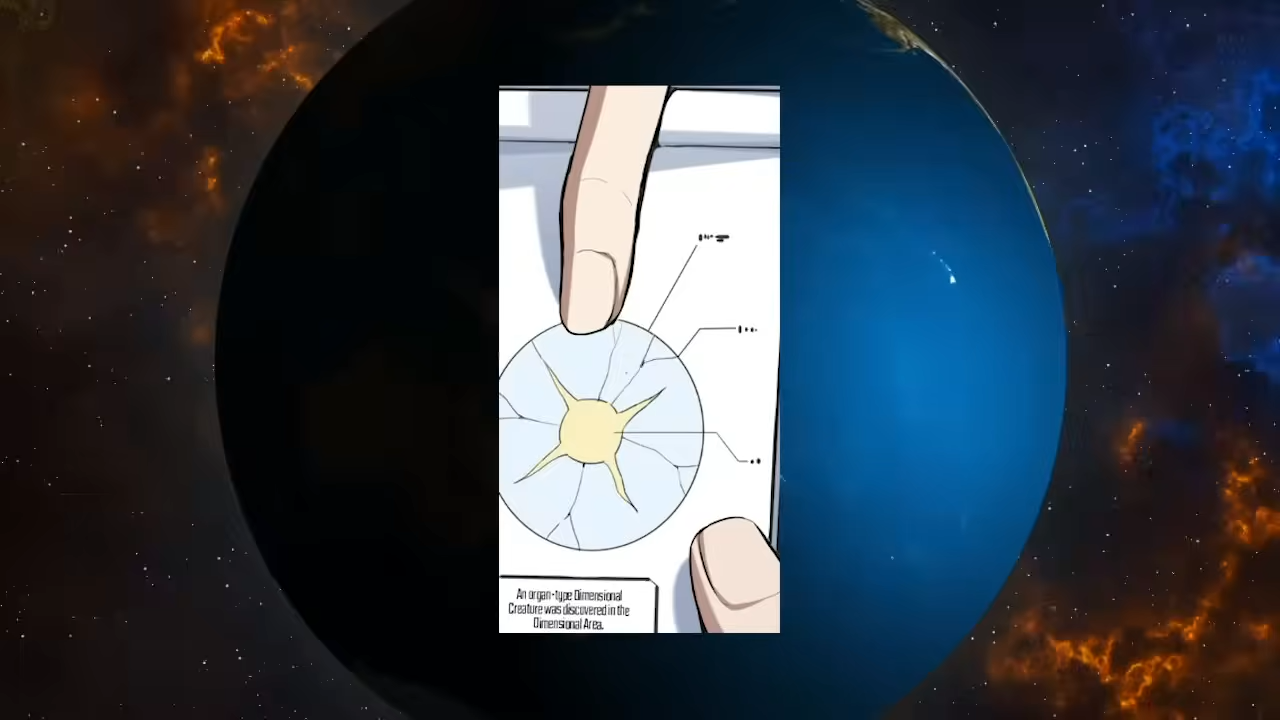 An organ-type Dimensional
Creature was discovered in the
Dimensional Area.